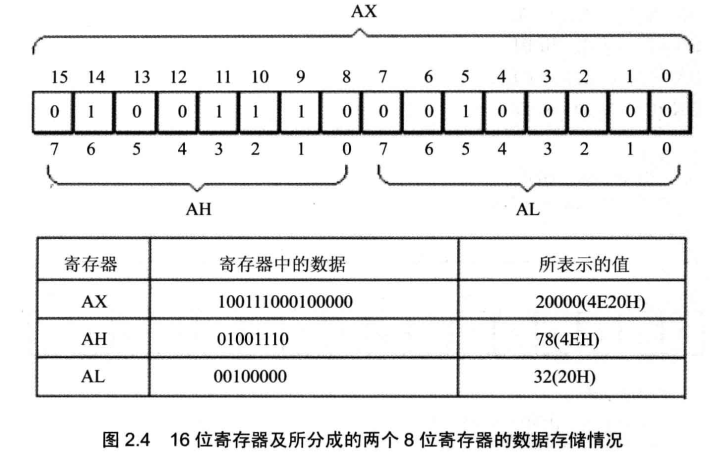 AX
15 14 13 12 11 10 9 8 7 6 5 4 3 2 1 0
0 1 0 0 1 1 1 0 0 0 1 0 0 0 0 0
7 6 5 4 3 2 1 0 7 6 5 4 3 2 1 0
AH AL
寄存器 寄存器中的数据 所表示的值
AX 100111000100000 20000(4E20H)
AH 01001110 78(4EH)
AL 00100000 32(20H)
图 2.4 16 位寄存器及所分成的两个 8 位寄存器的数据存储情况